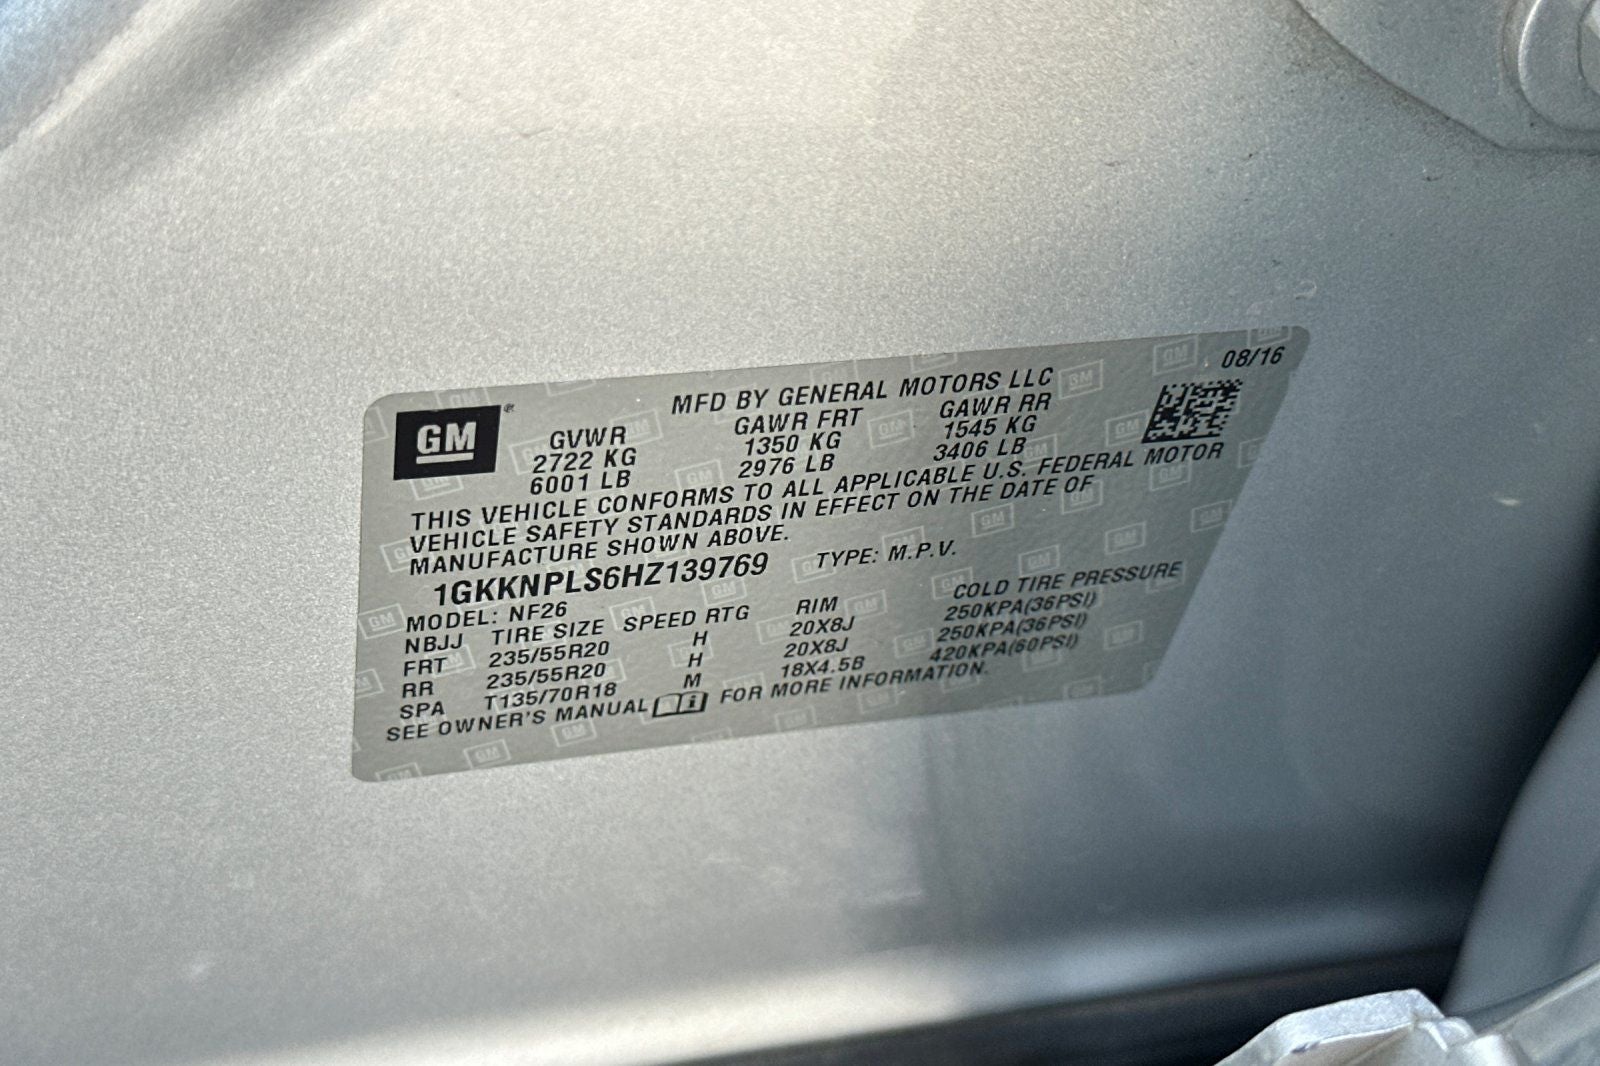 GM®
MFD BY GENERAL MOTORS LLC 08/16
GVWR GAWR FRT GAWR RR
2722 KG 1350 KG 1545 KG
6001 LB 2976 LB 3406 LB
THIS VEHICLE CONFORMS TO ALL APPLICABLE U.S. FEDERAL MOTOR
VEHICLE SAFETY STANDARDS IN EFFECT ON THE DATE OF
MANUFACTURE SHOWN ABOVE.
1GKKNPLS6HZ139769 TYPE: M.P.V.
MODEL: NF26
NBJJ TIRE SIZE SPEED RTG RIM COLD TIRE PRESSURE
FRT 235/55R20 H 20X8J 250KPA(36PSI)
RR 235/55R20 H 20X8J 250KPA(36PSI)
SPA T135/70R18 M 18X4.5B 420KPA(60PSI)
SEE OWNER'S MANUAL FOR MORE INFORMATION.